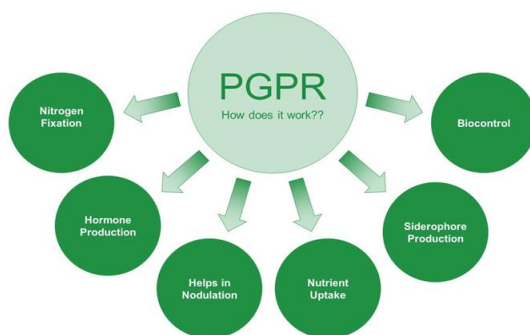 PGPR
How does it work??
Nitrogen
Fixation
Hormone
Production
Helps in
Nodulation
Nutrient
Uptake
Siderophore
Production
Biocontrol